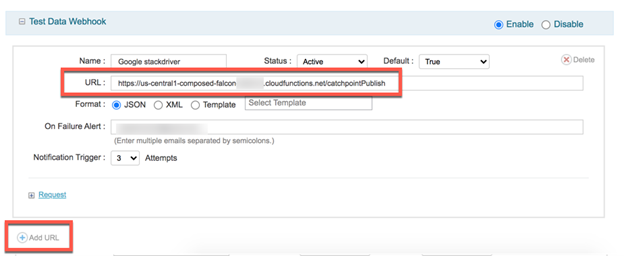 Test Data Webhook
Enable Disable
Name : Google stackdriver Status : Active Default : True Delete
URL : https://us-central1-composed-falcon .cloudfunctions.net/catchpointPublish
Format : JSON XML Template Select Template
On Failure Alert :
(Enter multiple emails separated by semicolons.)
Notification Trigger : 3 Attempts
Request
Add URL